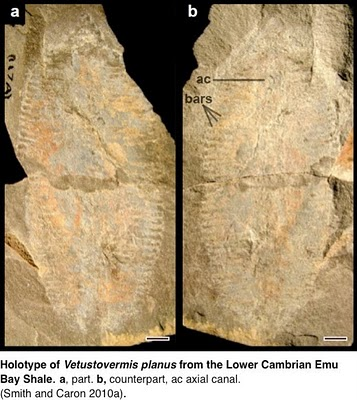 a
b
ac
bars
Holotype of Vetustovermis planus from the Lower Cambrian Emu
Bay Shale. a, part. b, counterpart, ac axial canal.
(Smith and Caron 2010a).